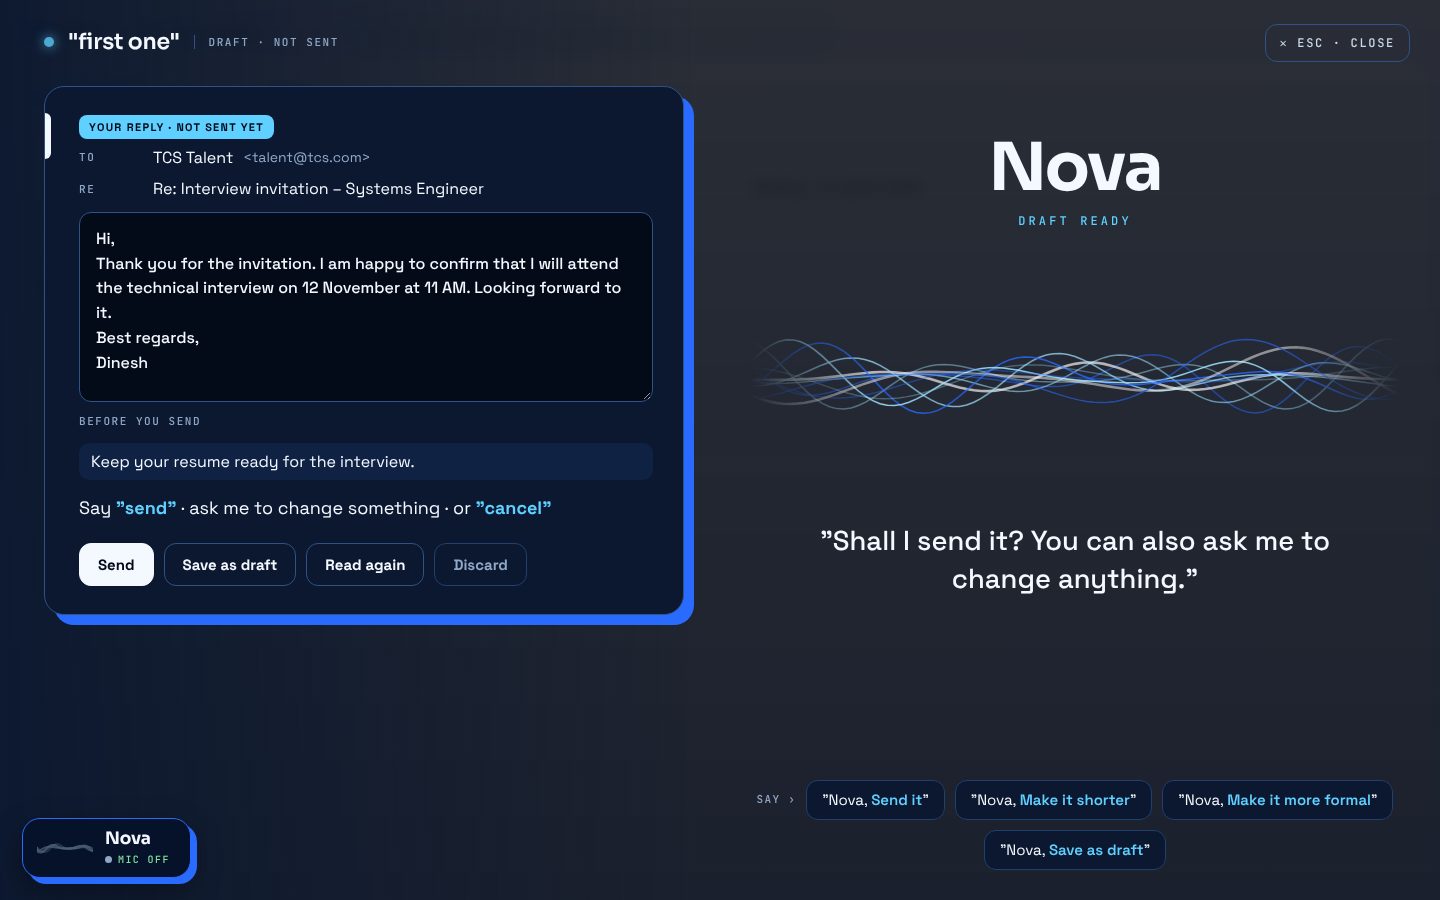 "first one"
DRAFT · NOT SENT
× ESC · CLOSE
YOUR REPLY · NOT SENT YET
TO TCS Talent <talent@tcs.com>
RE Re: Interview invitation – Systems Engineer
Hi,
Thank you for the invitation. I am happy to confirm that I will attend
the technical interview on 12 November at 11 AM. Looking forward to
it.
Best regards,
Dinesh
BEFORE YOU SEND
Keep your resume ready for the interview.
Say "send" · ask me to change something · or "cancel"
Send
Save as draft
Read again
Discard
Nova
DRAFT READY
"Shall I send it? You can also ask me to
change anything."
SAY ›
"Nova, Send it"
"Nova, Make it shorter"
"Nova, Make it more formal"
"Nova, Save as draft"
Nova
MIC OFF